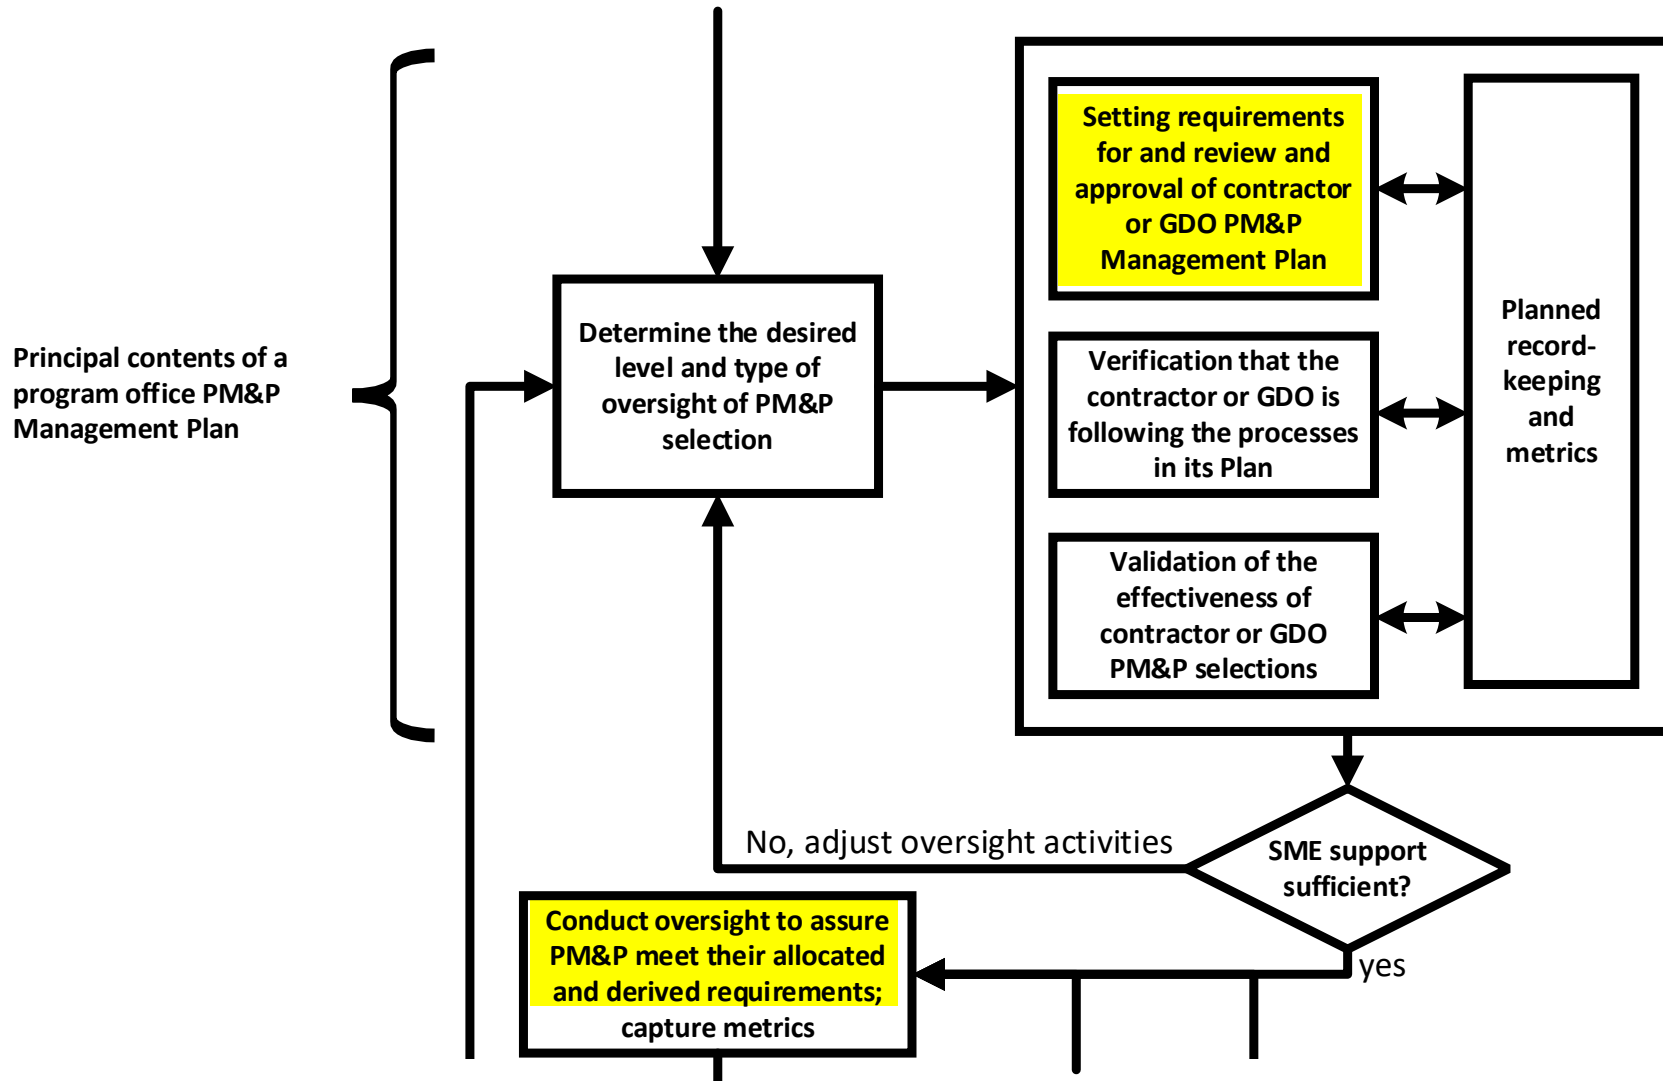 Principal contents of a
program office PM&P
Management Plan
Determine the desired
level and type of
oversight of PM&P
selection
Setting requirements
for and review and
approval of contractor
or GDO PM&P
Management Plan
Verification that the
contractor or GDO is
following the processes
in its Plan
Validation of the
effectiveness of
contractor or GDO
PM&P selections
Planned
record-
keeping
and
metrics
No, adjust oversight activities
SME support
sufficient?
yes
Conduct oversight to assure
PM&P meet their allocated
and derived requirements;
capture metrics